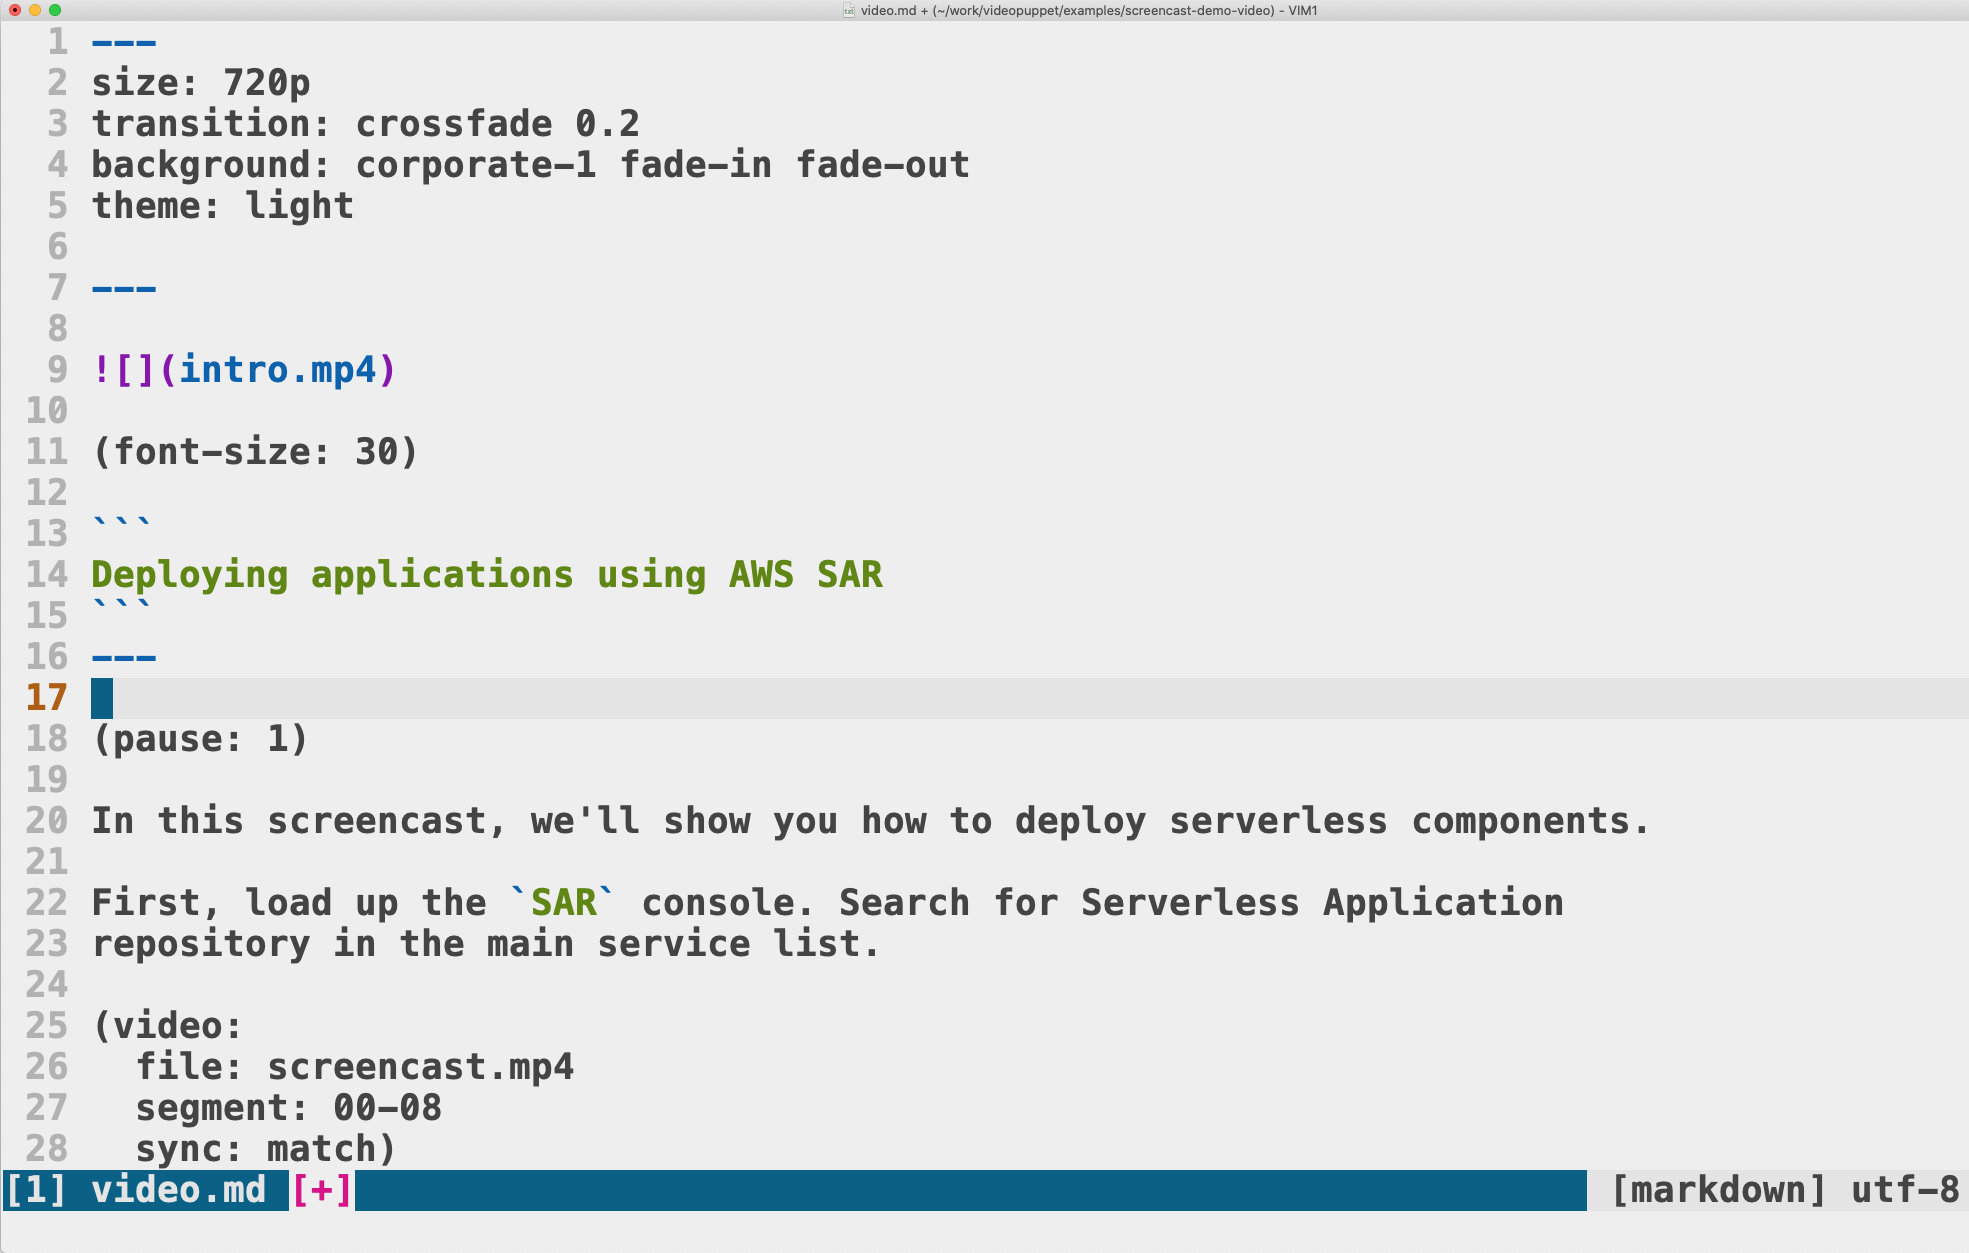 video.md + (~/work/videopuppet/examples/screencast-demo-video) - VIM1
1 ---
2 size: 720p
3 transition: crossfade 0.2
4 background: corporate-1 fade-in fade-out
5 theme: light
6
7 ---
8
9 ![](intro.mp4)
10
11 (font-size: 30)
12
13 ```
14 Deploying applications using AWS SAR
15 ```
16 ---
17
18 (pause: 1)
19
20 In this screencast, we'll show you how to deploy serverless components.
21
22 First, load up the `SAR` console. Search for Serverless Application
23 repository in the main service list.
24
25 (video:
26   file: screencast.mp4
27   segment: 00-08
28   sync: match)
[1] video.md [+] [markdown] utf-8